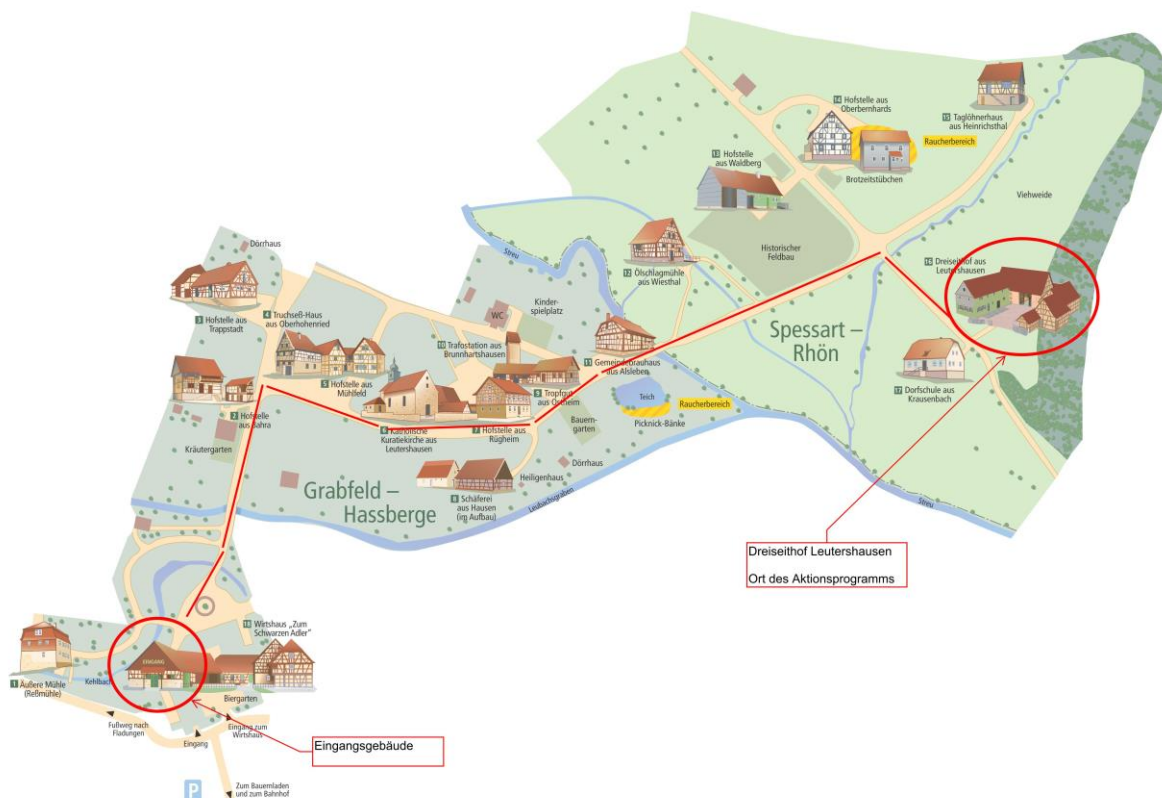 14 Hofstelle aus
Oberbernhards
15 Taglöhnerhaus
aus Heinrichsthal
Raucherbereich
13 Hofstelle
aus Waldberg
Brotzeitstübchen
Viehweide
Dörrhaus
Streu
12 Ölschlagmühle
aus Wiesthal
Historischer
Feldbau
16 Dreiseithof aus
Leutershausen
3 Hofstelle aus
Trappstadt
4 Truchseß-Haus
aus Oberhohenried
WC
Kinder-
spielplatz
10 Trafostation aus
Brunnhartshausen
Spessart –
Rhön
5 Hofstelle aus
Mühlfeld
11 Gemeindebrauhaus
aus Alsleben
17 Dorfschule aus
Krausenbach
2 Hofstelle
aus Bahra
9 Tropfgut
aus Ostheim
Teich
Raucherbereich
6 Katholische
Kuratiekirche aus
Leutershausen
7 Hofstelle aus
Rügheim
Bauern-
garten
Picknick-Bänke
Kräutergarten
Dörrhaus
Grabfeld –
Hassberge
8 Schäferei
aus Hausen
(im Aufbau)
Heiligenhaus
Leubachsgraben
Streu
Dreiseithof Leutershausen
Ort des Aktionsprogramms
18 Wirtshaus „Zum
Schwarzen Adler“
EINGANG
1 Äußere Mühle
(Reßmühle)
Kehlbach
Biergarten
Fußweg nach
Fladungen
Eingang
Eingang zum
Wirtshaus
Eingangsgebäude
P
Zum Bauernladen
und zum Bahnhof